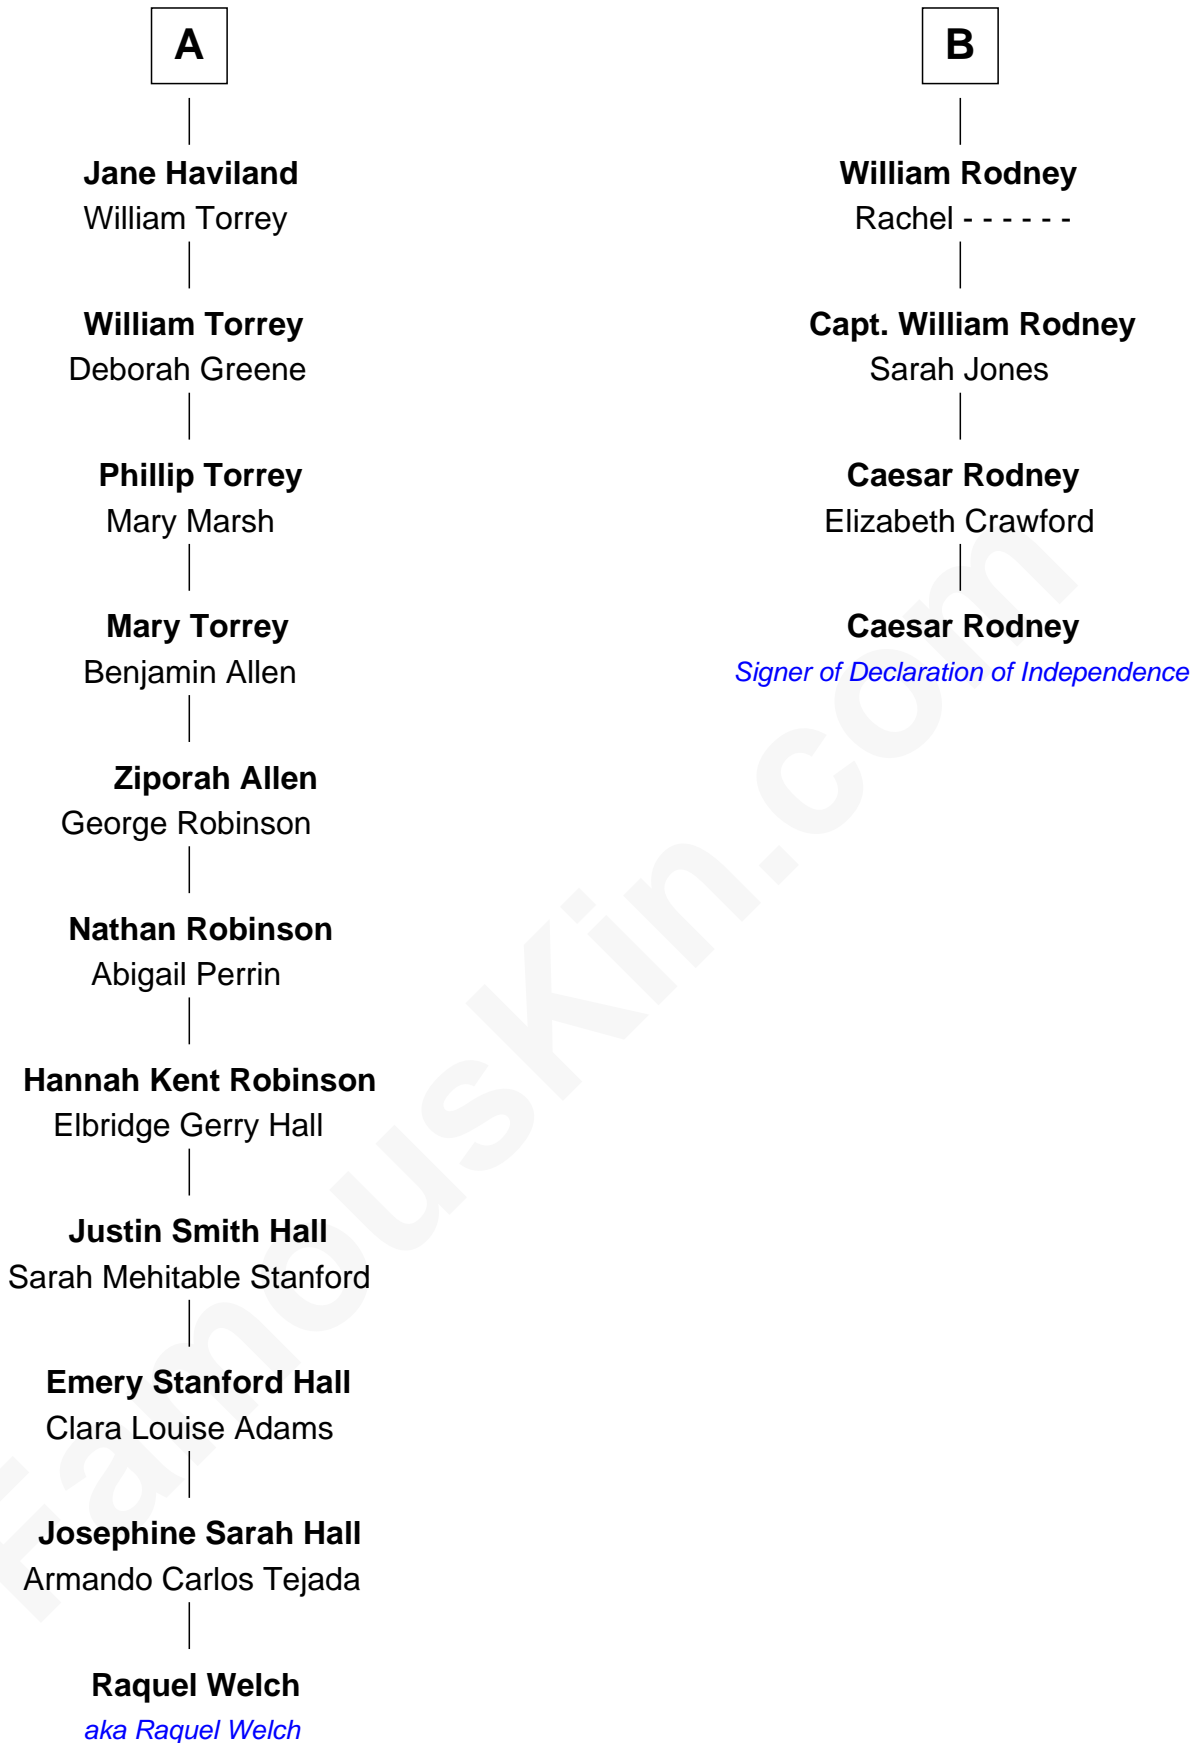 A
Jane Haviland
William Torrey
William Torrey
Deborah Greene
Phillip Torrey
Mary Marsh
Mary Torrey
Benjamin Allen
Ziporah Allen
George Robinson
Nathan Robinson
Abigail Perrin
Hannah Kent Robinson
Elbridge Gerry Hall
Justin Smith Hall
Sarah Mehitable Stanford
Emery Stanford Hall
Clara Louise Adams
Josephine Sarah Hall
Armando Carlos Tejada
Raquel Welch
aka Raquel Welch
B
William Rodney
Rachel - - - - - -
Capt. William Rodney
Sarah Jones
Caesar Rodney
Elizabeth Crawford
Caesar Rodney
Signer of Declaration of Independence
FamousKin.com